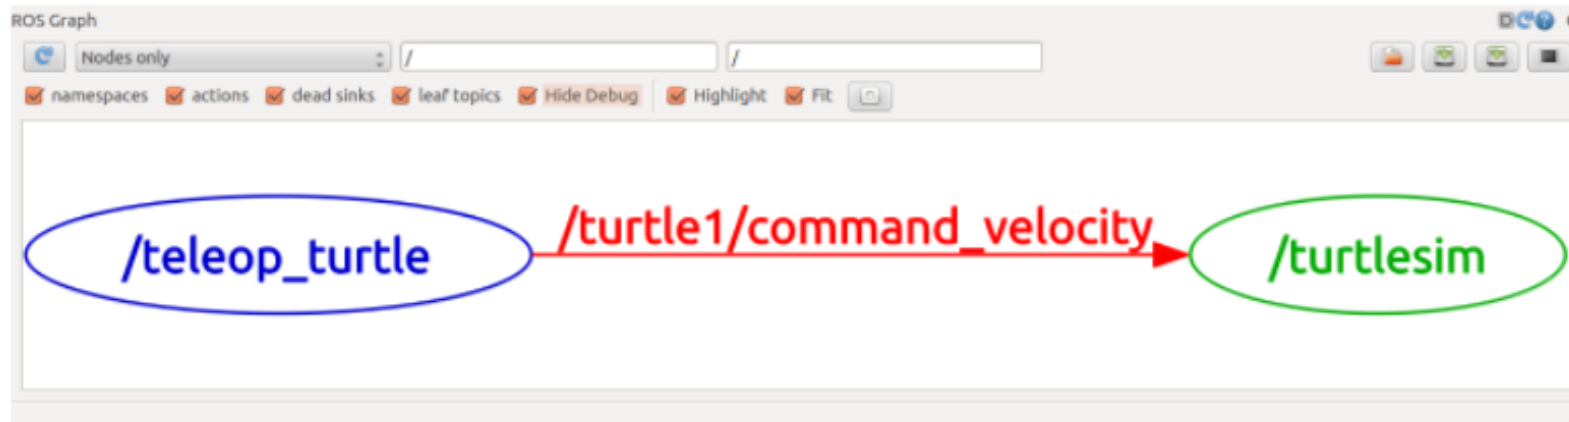 ROS Graph
Nodes only / /
namespaces actions dead sinks leaf topics Hide Debug Highlight Fit
/teleop_turtle /turtle1/command_velocity /turtlesim